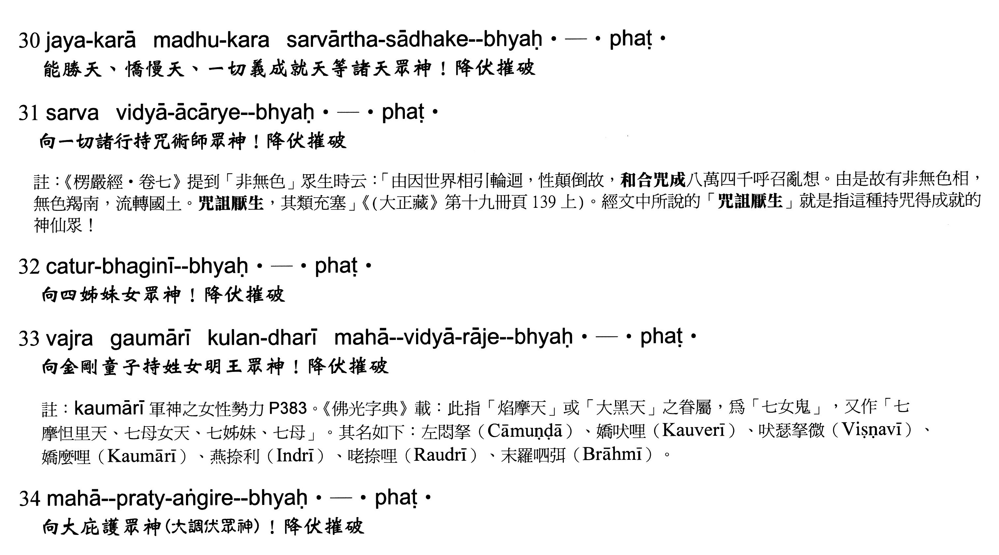 30 jaya-karā madhu-kara sarvārtha-sādhake--bhyaḥ • — • phaṭ •
能勝天、憍慢天、一切義成就天等諸天眾神！降伏摧破
31 sarva vidyā-ācārye--bhyaḥ • — • phaṭ •
向一切諸行持咒術師眾神！降伏摧破
註：《楞嚴經•卷七》提到「非無色」眾生時云：「由因世界相引輪迴，性顛倒故，和合咒成八萬四千呼召亂想。由是故有非無色相，
無色羯南，流轉國土。咒詛厭生，其類充塞」《(大正藏》第十九冊頁 139 上)。經文中所說的「咒詛厭生」就是指這種持咒得成就的
神仙眾！
32 catur-bhaginī--bhyaḥ • — • phaṭ •
向四姊妹女眾神！降伏摧破
33 vajra gaumārī kulan-dharī mahā--vidyā-rāje--bhyaḥ • — • phaṭ •
向金剛童子持姓女明王眾神！降伏摧破
註：kaumārī 軍神之女性勢力 P383。《佛光字典》載：此指「焰摩天」或「大黑天」之眷屬，為「七女鬼」，又作「七
摩怛里天、七母女天、七姊妹、七母」。其名如下：左悶拏（Cāmuṇḍā）、嬌吠哩（Kauverī）、吠瑟拏微（Viṣṇavī）、
嬌麼哩（Kaumārī）、燕捺利（Indrī）、咾捺哩（Raudrī）、末羅呬弭（Brāhmī）。
34 mahā--praty-aṅgire--bhyaḥ • — • phaṭ •
向大庇護眾神(大調伏眾神)！降伏摧破